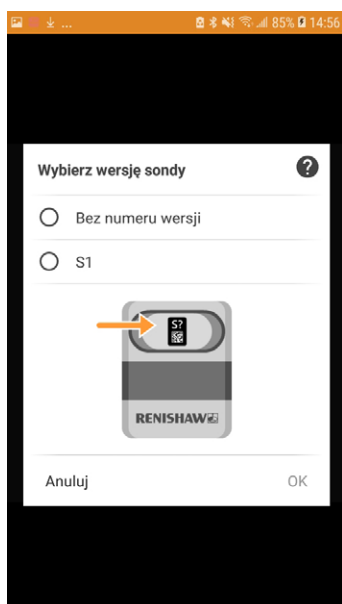 ... 85% 14:56
Wybierz wersję sondy ?
Bez numeru wersji
S1
S?
RENISHAW
Anuluj OK